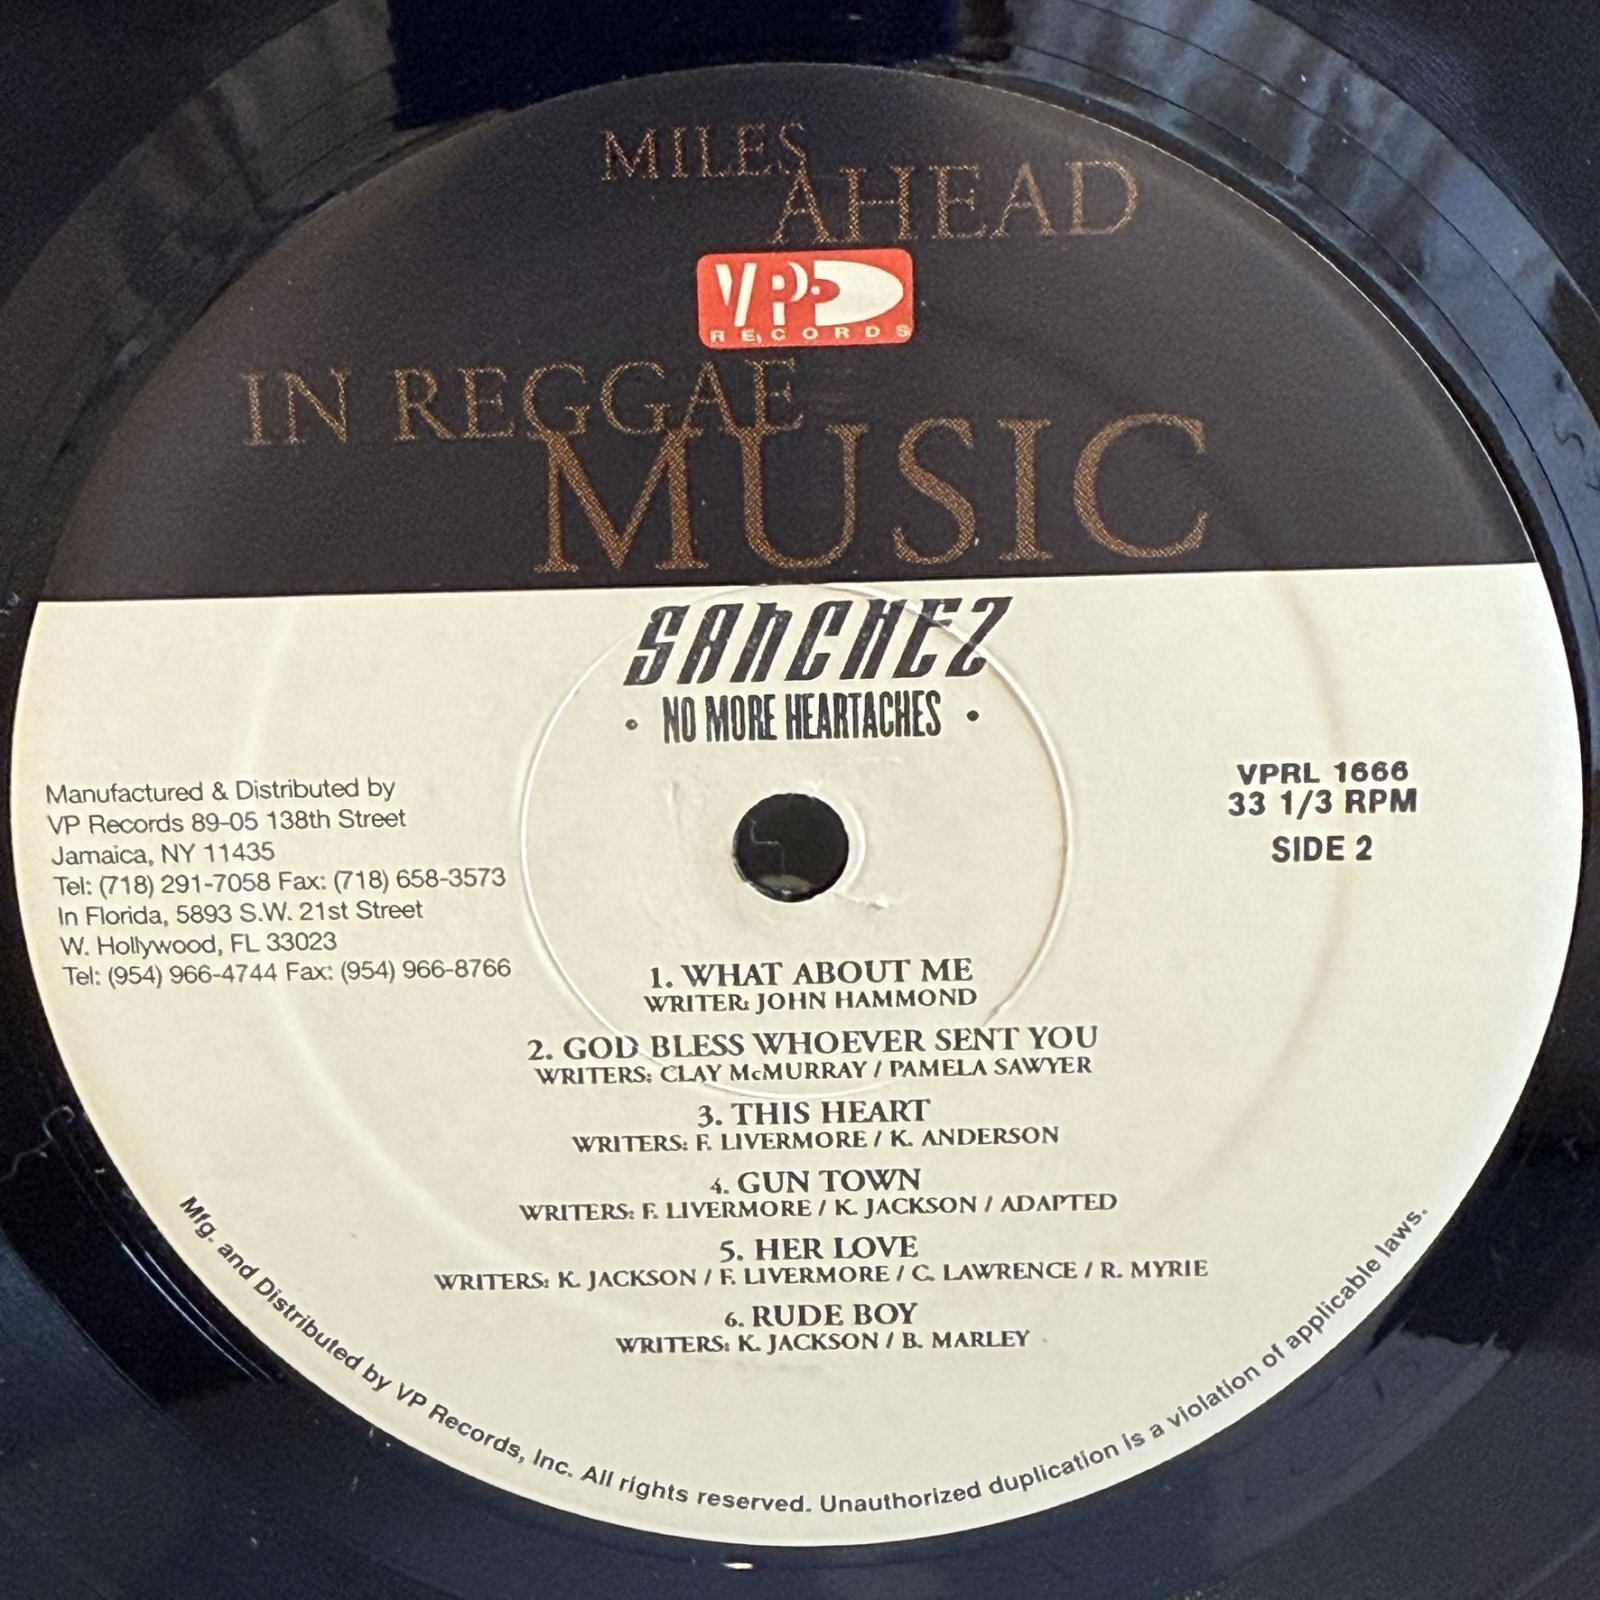 MILES
AHEAD
VP
RECORDS
IN REGGAE
MUSIC
SANCHEZ
• NO MORE HEARTACHES •
Manufactured & Distributed by
VP Records 89-05 138th Street
Jamaica, NY 11435
Tel: (718) 291-7058 Fax: (718) 658-3573
In Florida, 5893 S.W. 21st Street
W. Hollywood, FL 33023
Tel: (954) 966-4744 Fax: (954) 966-8766
VPRL 1666
33 1/3 RPM
SIDE 2
1. WHAT ABOUT ME
WRITER: JOHN HAMMOND
2. GOD BLESS WHOEVER SENT YOU
WRITERS: CLAY McMURRAY / PAMELA SAWYER
3. THIS HEART
WRITERS: F. LIVERMORE / K. ANDERSON
4. GUN TOWN
WRITERS: F. LIVERMORE / K. JACKSON / ADAPTED
5. HER LOVE
WRITERS: K. JACKSON / F. LIVERMORE / C. LAWRENCE / R. MYRIE
6. RUDE BOY
WRITERS: K. JACKSON / B. MARLEY
Mfg. and Distributed by VP Records, Inc. All rights reserved. Unauthorized duplication is a violation of applicable laws.